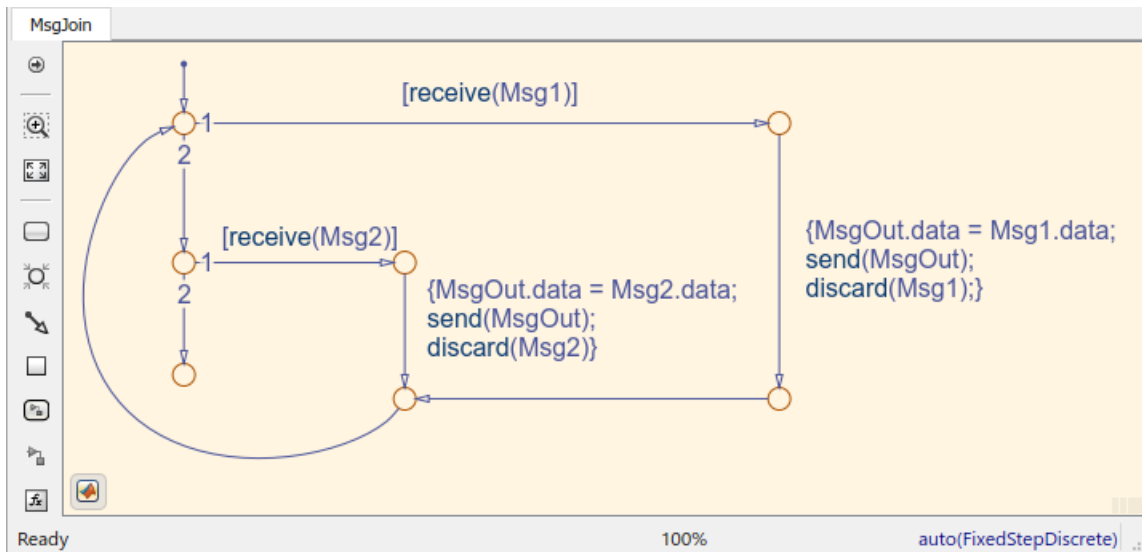 MsgJoin
[receive(Msg1)]
1
2
[receive(Msg2)]
1
2
{MsgOut.data = Msg1.data;
send(MsgOut);
discard(Msg1);}
{MsgOut.data = Msg2.data;
send(MsgOut);
discard(Msg2)}
fx
Ready
100%
auto(FixedStepDiscrete)